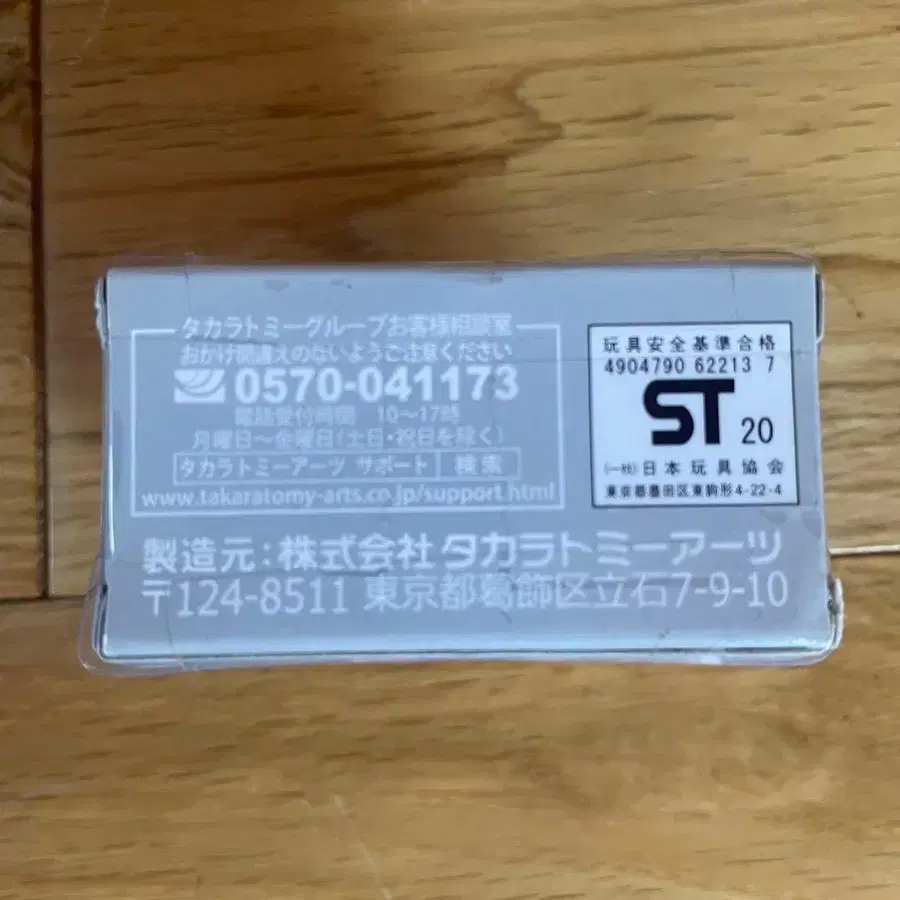 タカラトミーグループお客様相談室
おかけ間違えのないようご注意ください
0570-041173
電話受付時間 10〜17時
月曜日〜金曜日(土日・祝日を除く)
タカラトミーアーツ サポート 検索
www.takaratomy-arts.co.jp/support.html
玩具安全基準合格
4904790 62213 7
ST 20
(一社)日本玩具協会
東京都墨田区東駒形4-22-4
製造元:株式会社 タカラトミーアーツ
〒124-8511 東京都葛飾区立石7-9-10